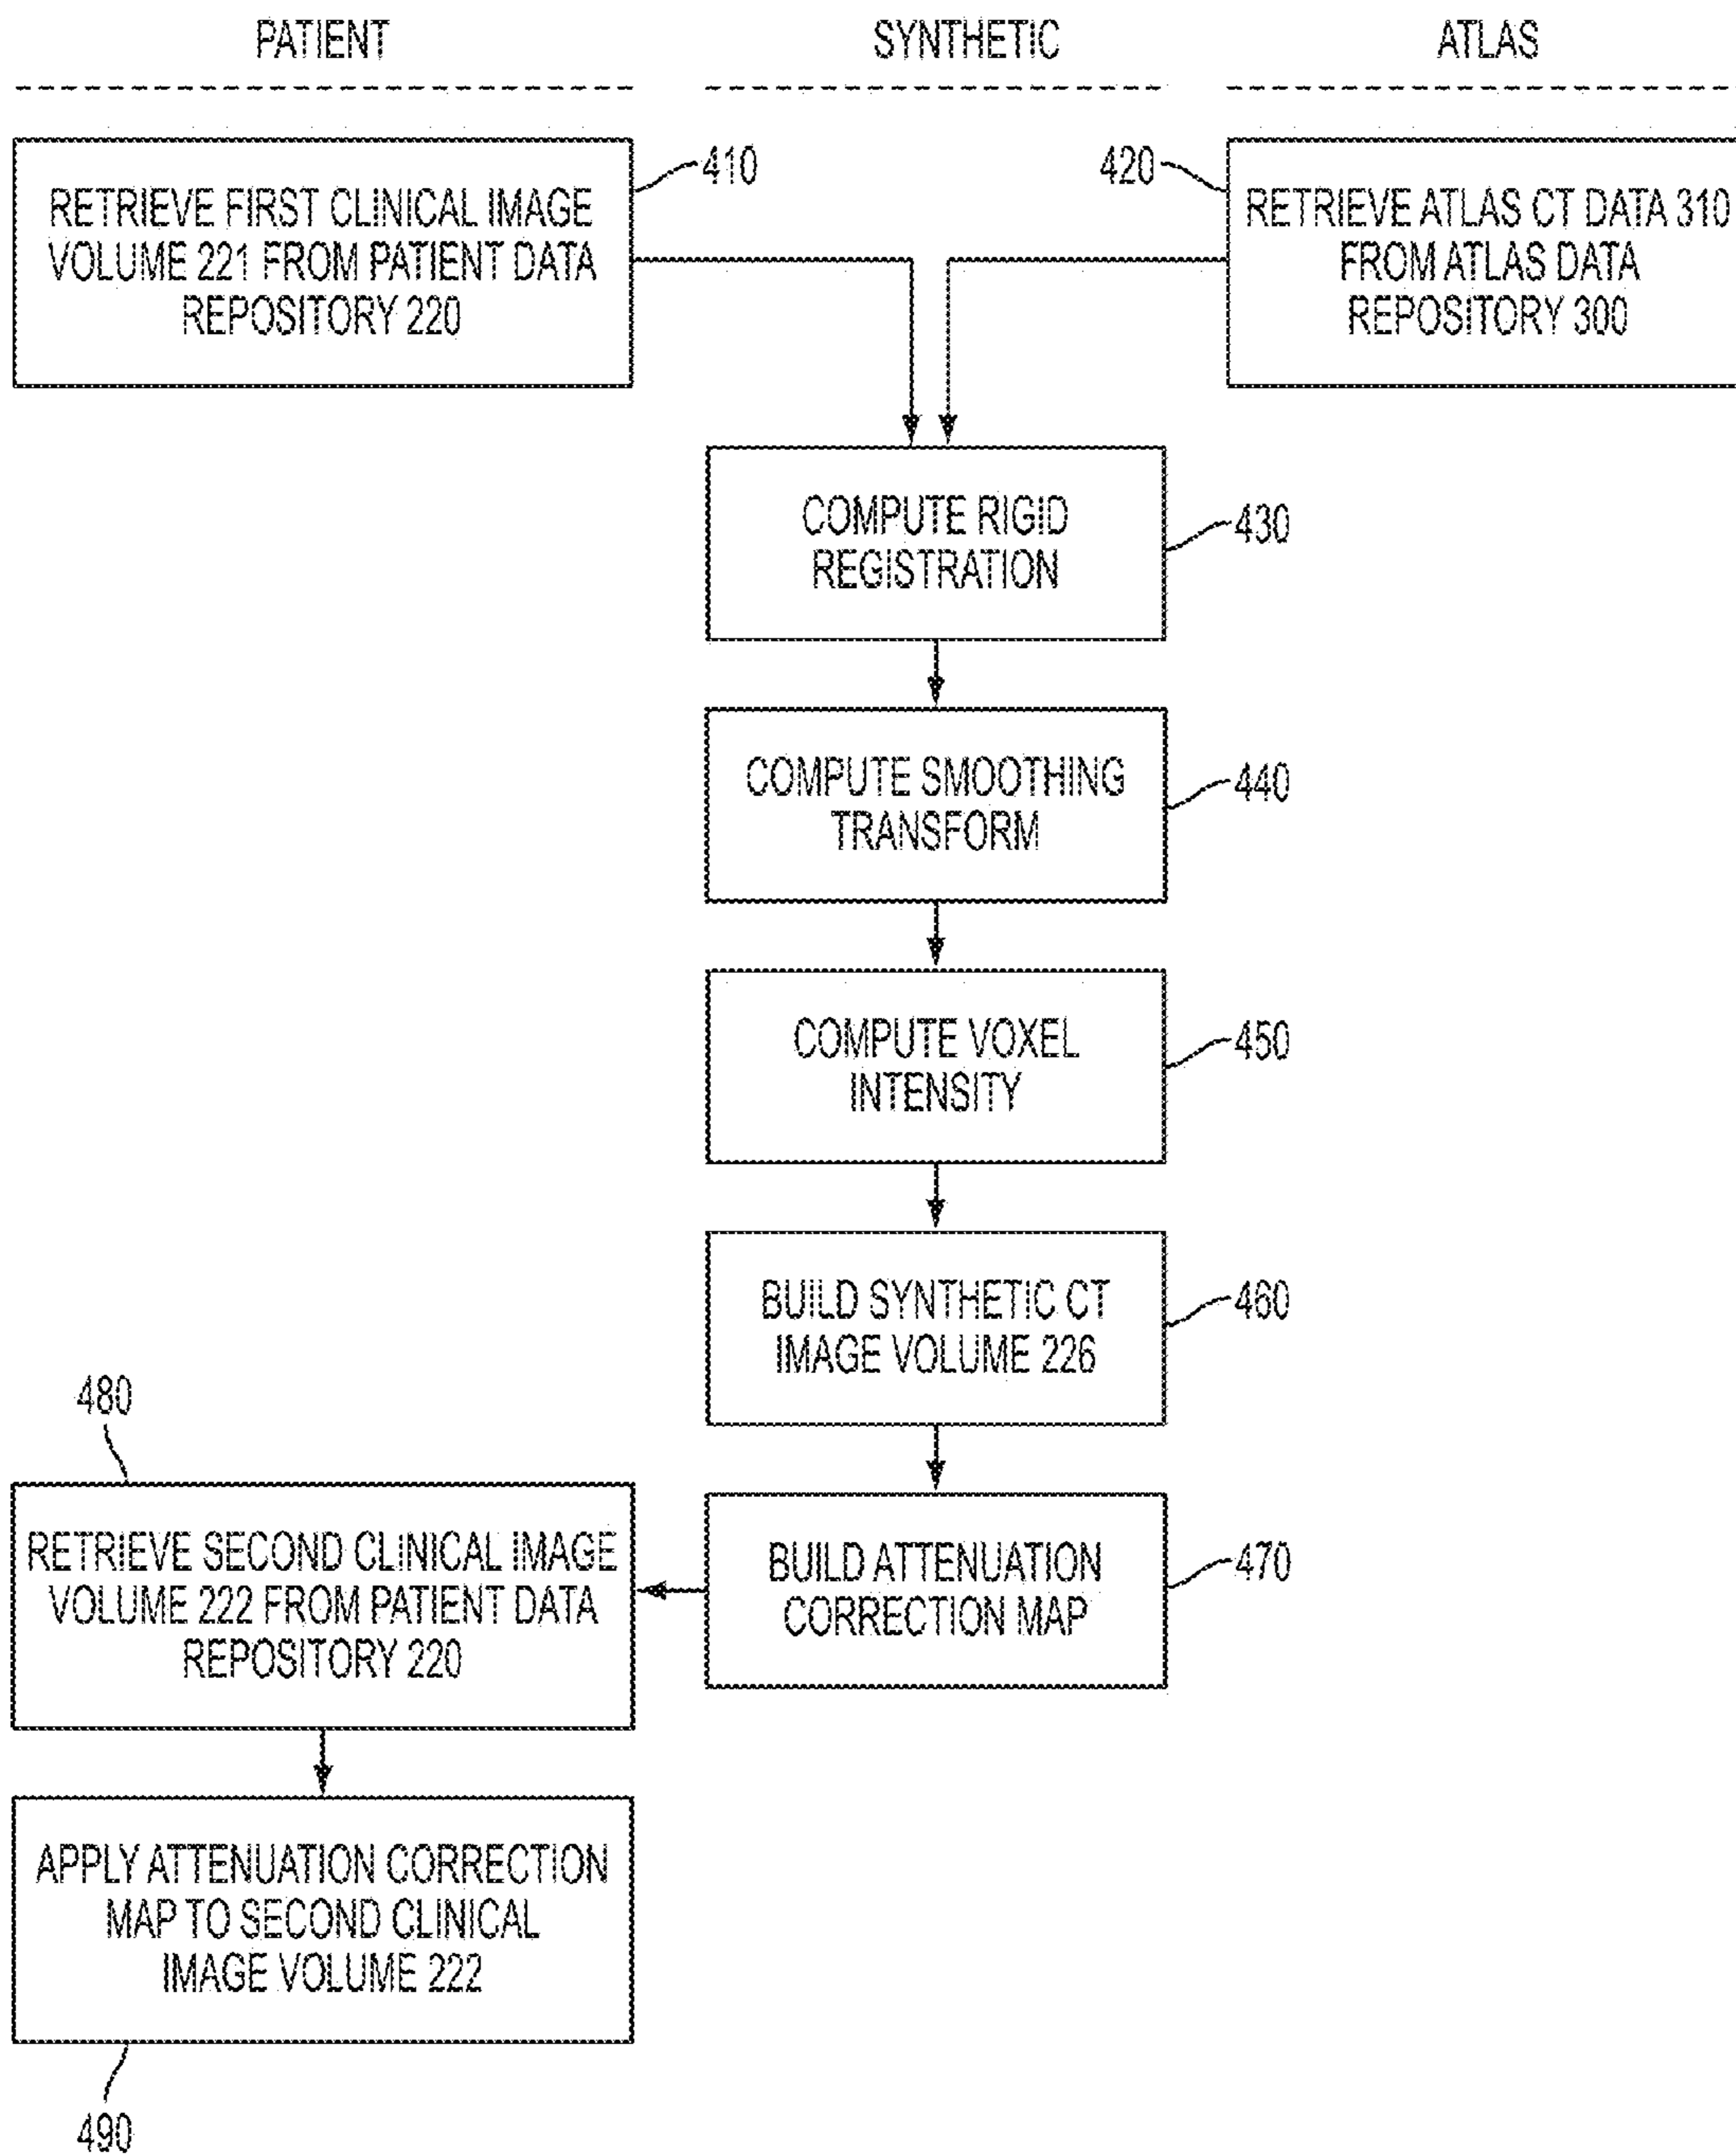 PATIENT
SYNTHETIC
ATLAS
RETRIEVE FIRST CLINICAL IMAGE
VOLUME 221 FROM PATIENT DATA
REPOSITORY 220
410
420
RETRIEVE ATLAS CT DATA 310
FROM ATLAS DATA
REPOSITORY 300
COMPUTE RIGID
REGISTRATION
430
COMPUTE SMOOTHING
TRANSFORM
440
COMPUTE VOXEL
INTENSITY
450
BUILD SYNTHETIC CT
IMAGE VOLUME 226
460
BUILD ATTENUATION
CORRECTION MAP
470
480
RETRIEVE SECOND CLINICAL IMAGE
VOLUME 222 FROM PATIENT DATA
REPOSITORY 220
APPLY ATTENUATION CORRECTION
MAP TO SECOND CLINICAL
IMAGE VOLUME 222
490